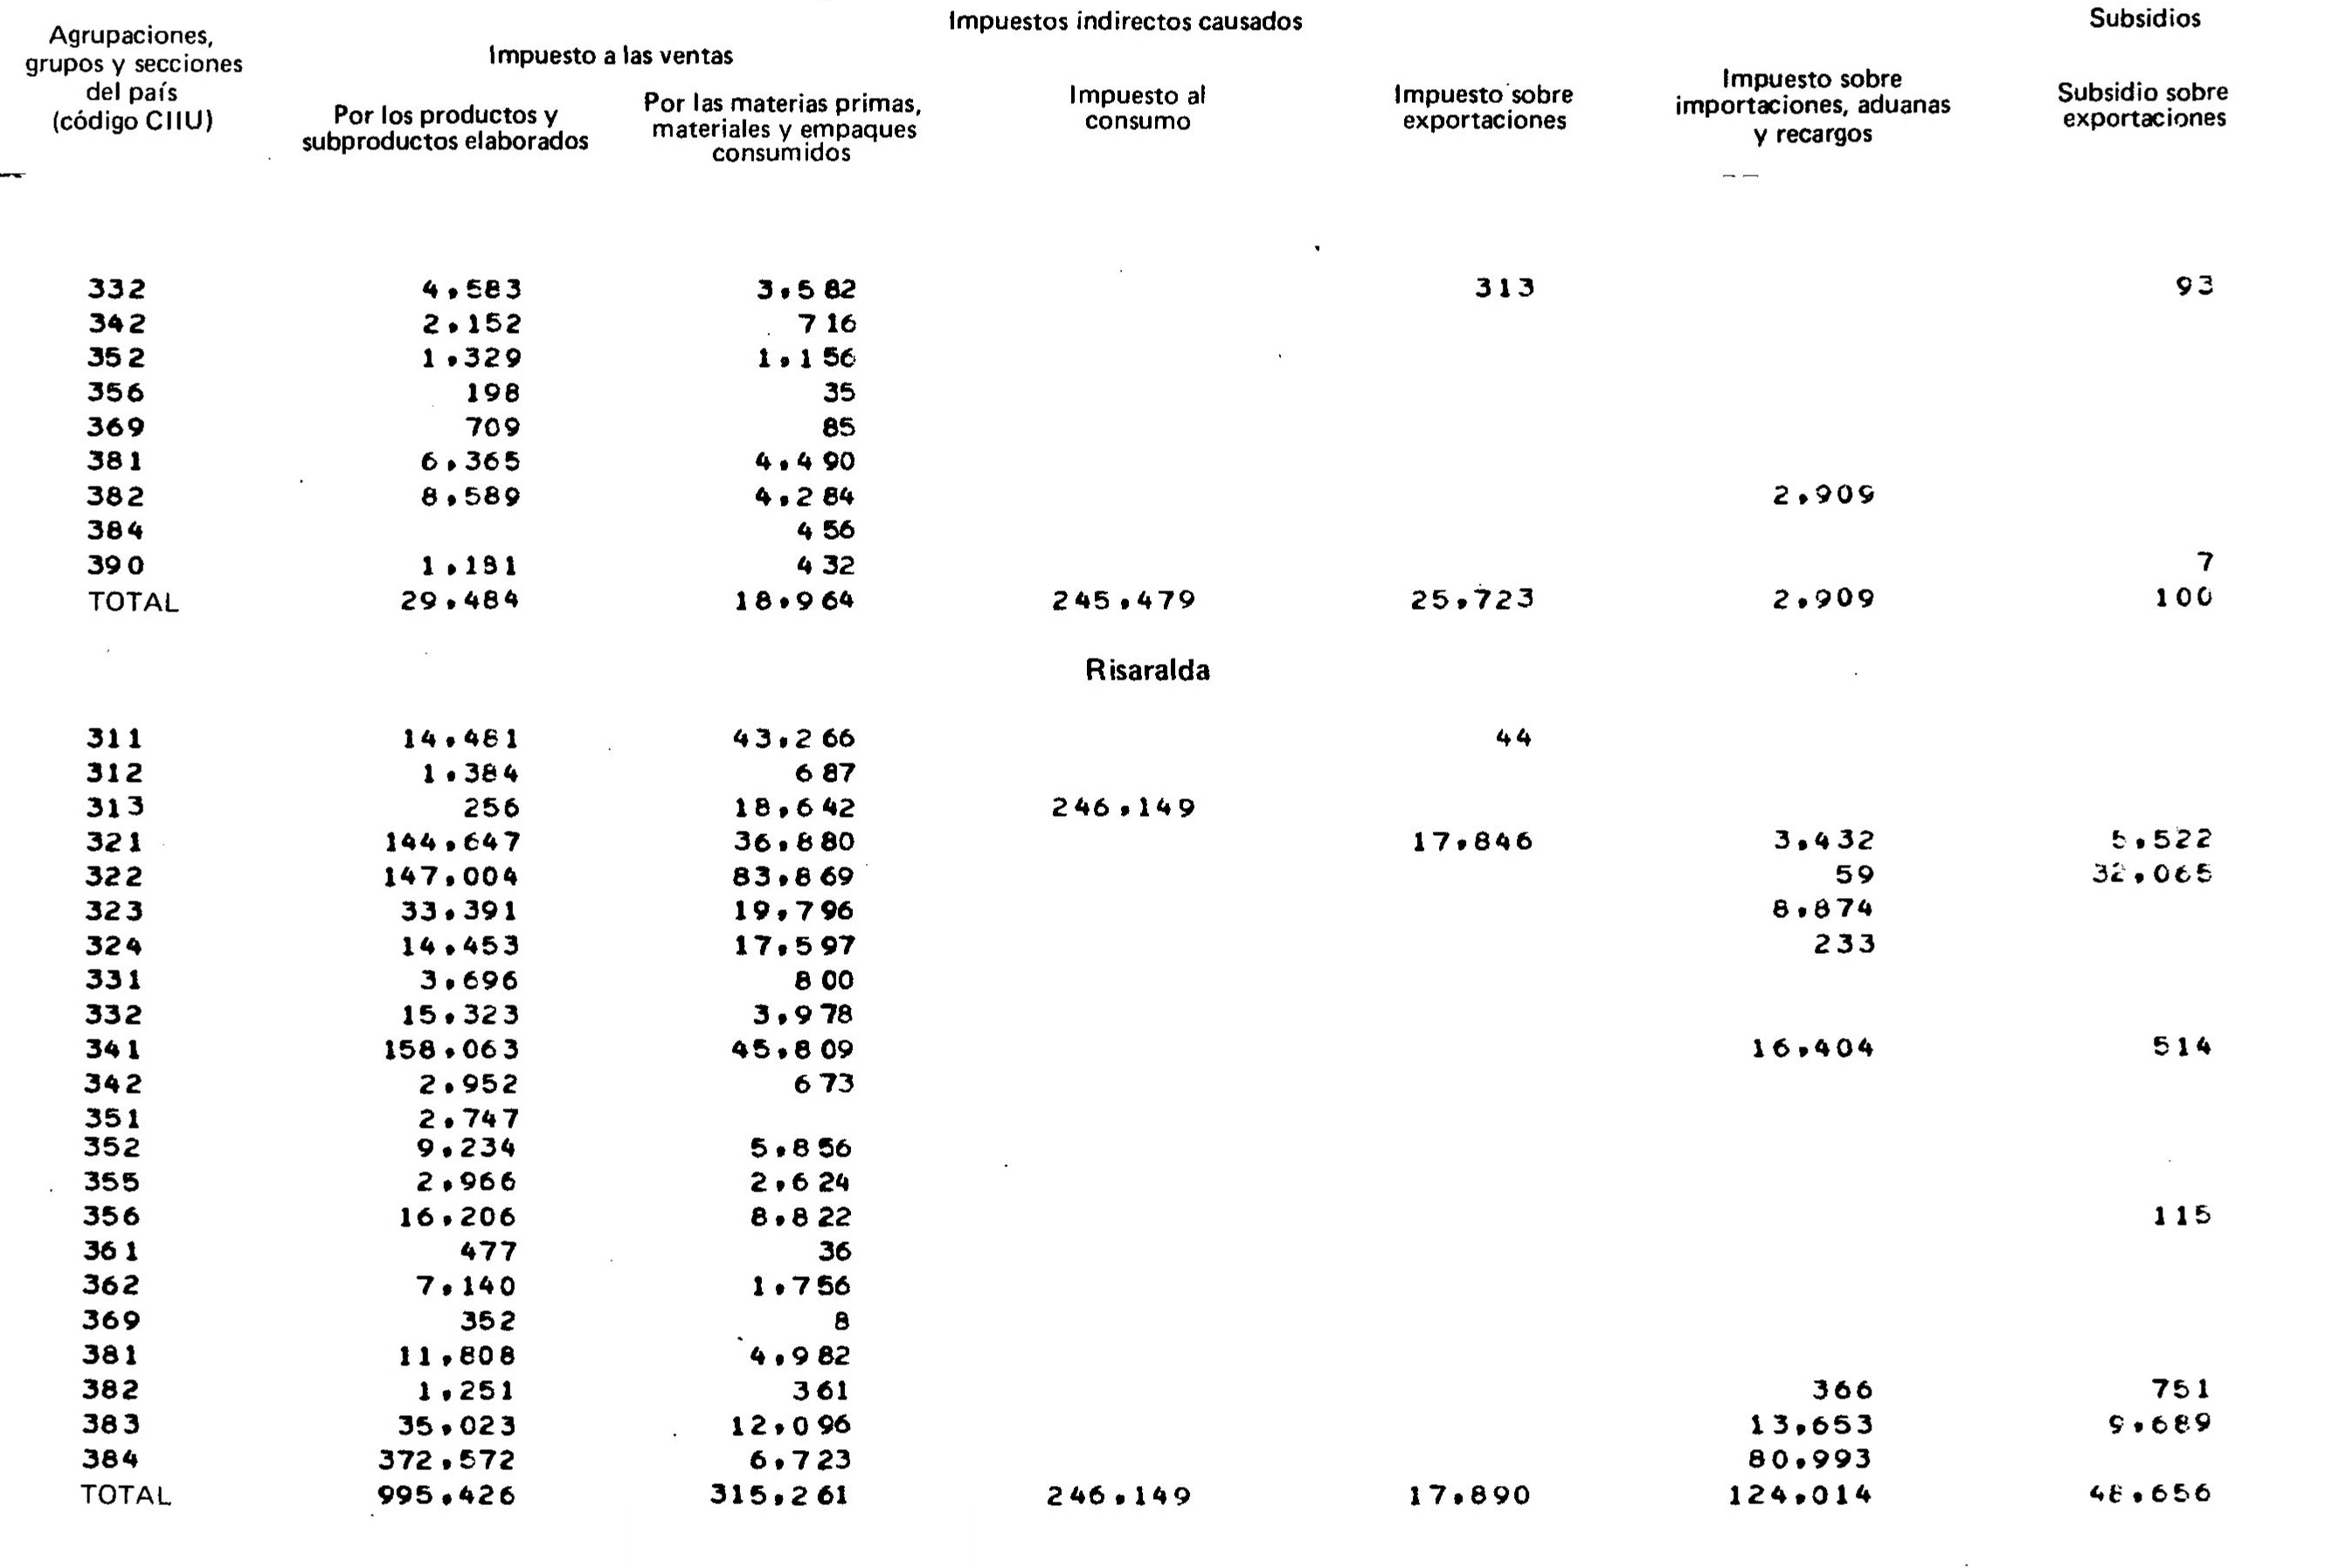 Impuestos indirectos causados Subsidios
Agrupaciones,
grupos y secciones
del país
(código CIIU)
Impuesto a las ventas
Por los productos y
subproductos elaborados
Por las materias primas,
materiales y empaques
consumidos
Impuesto al
consumo
Impuesto sobre
exportaciones
Impuesto sobre
importaciones, aduanas
y recargos
Subsidio sobre
exportaciones
332 4,583 3,582 313 93
342 2,152 716
352 1,329 1,156
356 198 35
369 709 85
381 6,365 4,490
382 8,589 4,284 2,909
384 456
390 1,181 432 7
TOTAL 29,484 18,964 245,479 25,723 2,909 100
Risaralda
311 14,481 43,266 44
312 1,384 687
313 256 18,642 246,149
321 144,647 36,880 17,846 3,432 5,522
322 147,004 83,869 59 32,065
323 33,391 19,796 8,874
324 14,453 17,597 233
331 3,696 800
332 15,323 3,978
341 158,063 45,809 16,404 514
342 2,952 673
351 2,747
352 9,234 5,856
355 2,966 2,624
356 16,206 8,822 115
361 477 36
362 7,140 1,756
369 352 8
381 11,808 4,982
382 1,251 361 366 751
383 35,023 12,096 13,653 9,689
384 372,572 6,723 80,993
TOTAL 995,426 315,261 246,149 17,890 124,014 48,656